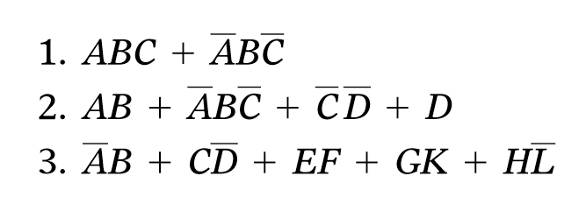 1. ABC + A̅BC̅
2. AB + A̅BC̅ + C̅D̅ + D
3. A̅B + CD̅ + EF + GK + HL̅